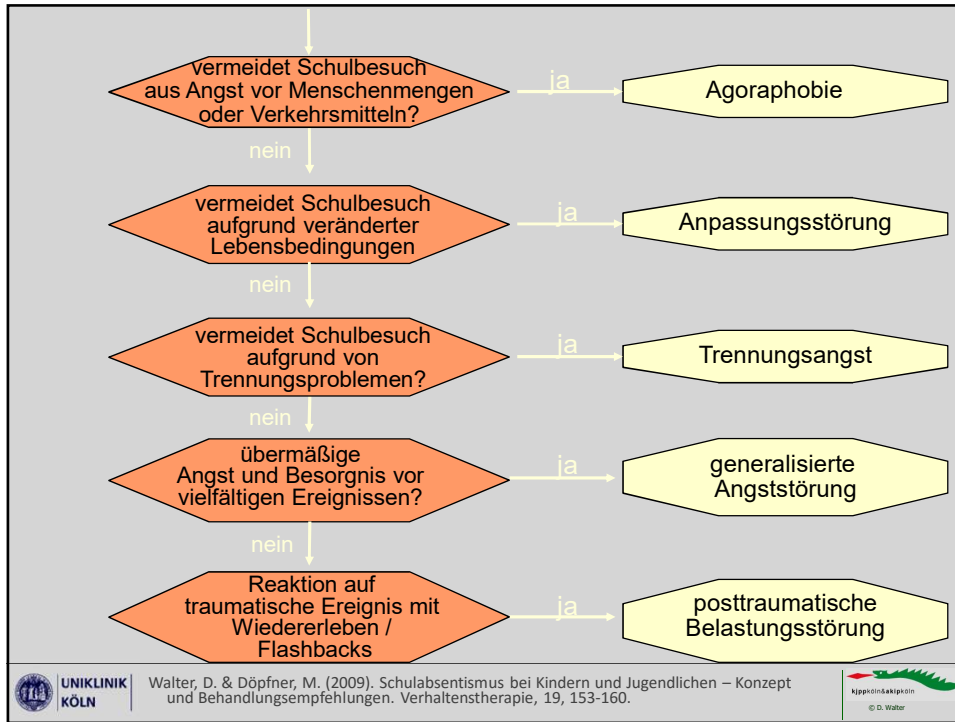 vermeidet Schulbesuch
aus Angst vor Menschenmengen
oder Verkehrsmitteln?
ja
Agoraphobie
nein
vermeidet Schulbesuch
aufgrund veränderter
Lebensbedingungen
ja
Anpassungsstörung
nein
vermeidet Schulbesuch
aufgrund von
Trennungsproblemen?
ja
Trennungsangst
nein
übermäßige
Angst und Besorgnis vor
vielfältigen Ereignissen?
ja
generalisierte
Angststörung
nein
Reaktion auf
traumatische Ereignis mit
Wiedererleben /
Flashbacks
ja
posttraumatische
Belastungsstörung
UNIKLINIK
KÖLN
Walter, D. & Döpfner, M. (2009). Schulabsentismus bei Kindern und Jugendlichen – Konzept
und Behandlungsempfehlungen. Verhaltenstherapie, 19, 153-160.
kjppköln&akipköln
© D. Walter